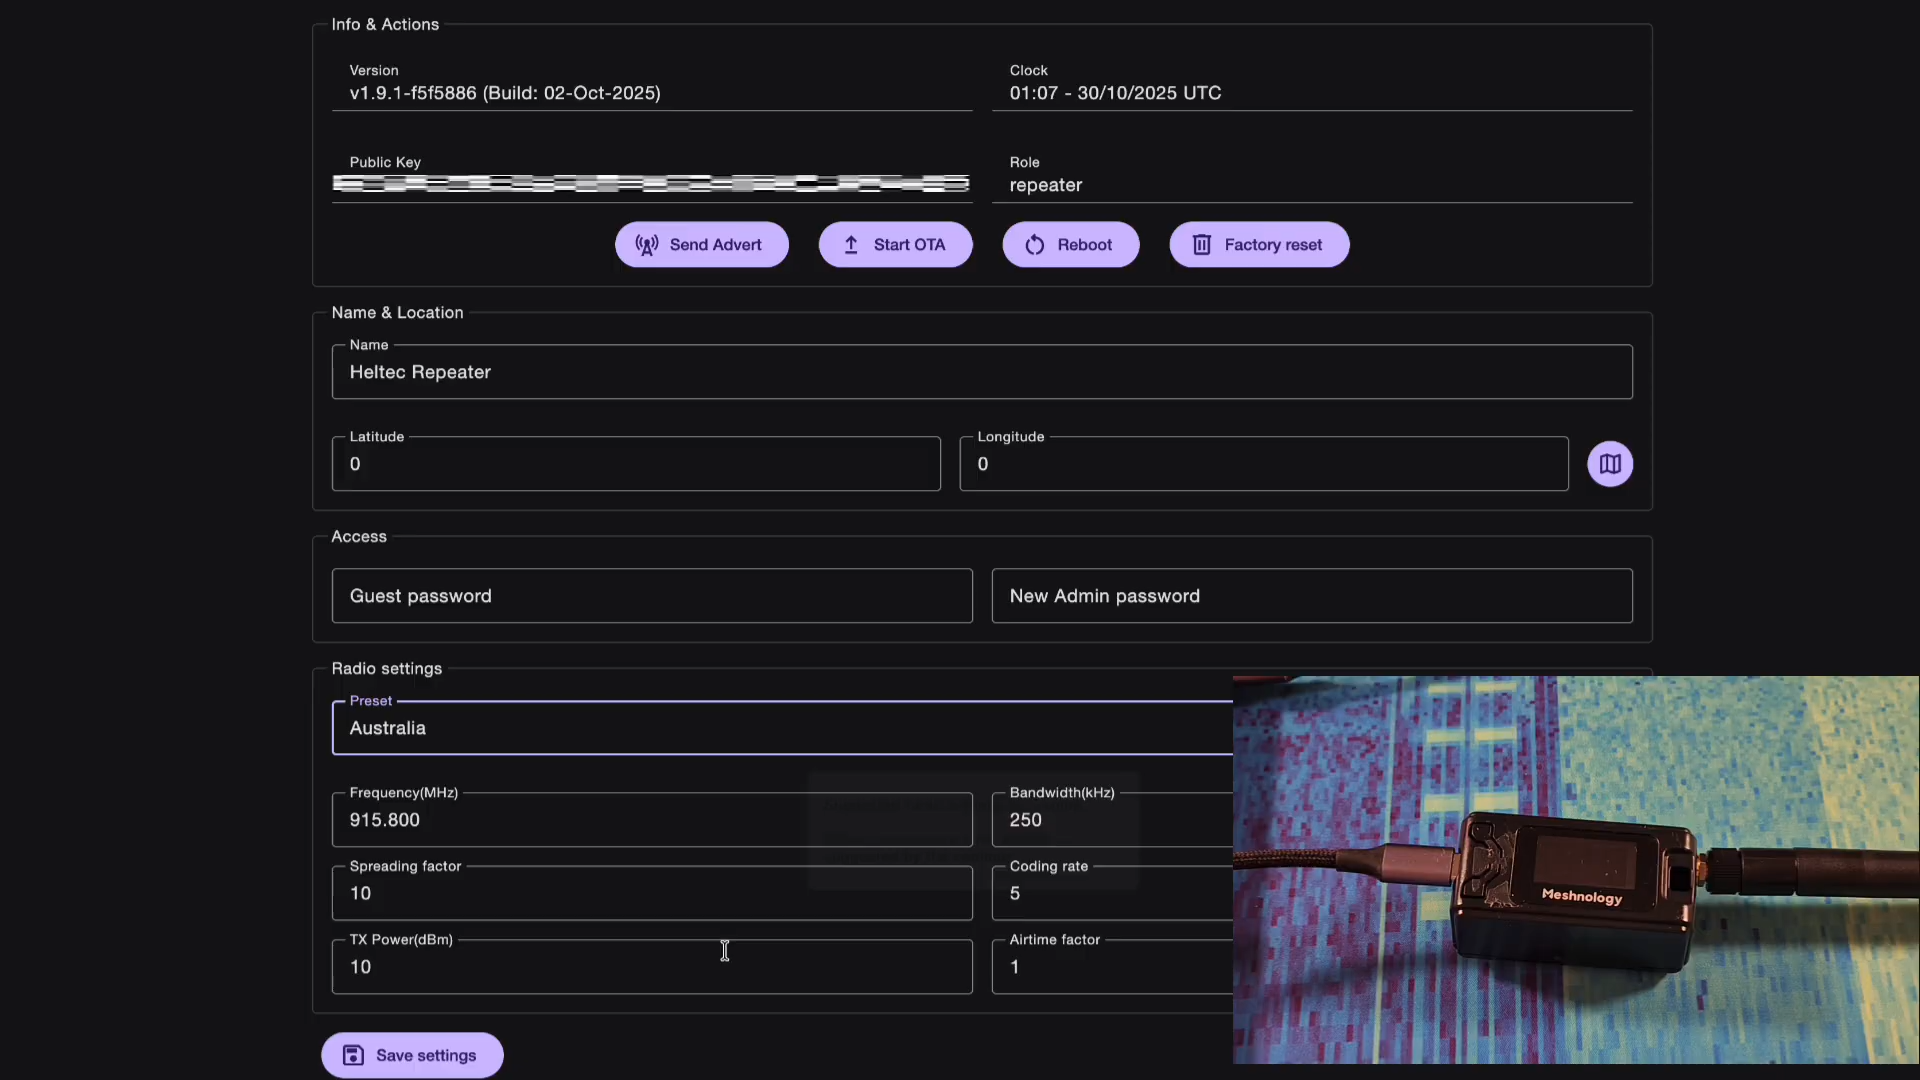 Info & Actions
Version
v1.9.1-f5f5886 (Build: 02-Oct-2025)
Clock
01:07 - 30/10/2025 UTC
Public Key
Role
repeater
Send Advert
Start OTA
Reboot
Factory reset
Name & Location
Name
Heltec Repeater
Latitude
0
Longitude
0
Access
Guest password
New Admin password
Radio settings
Preset
Australia
Frequency(MHz)
915.800
Bandwidth(kHz)
250
Spreading factor
10
Coding rate
5
TX Power(dBm)
10
Airtime factor
1
Save settings
Meshnology